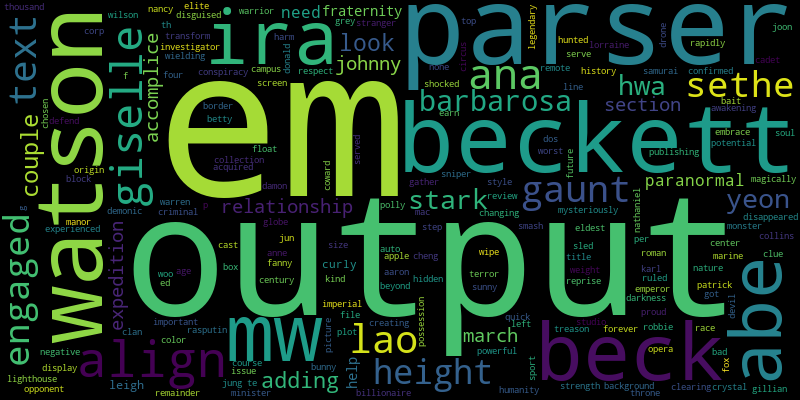 thousand nancy elite warrior stranger legendary drone top lorraine joon
th wilson disguised fraternity grey
text watson corp investigator ira need parser rapidly
transform wielding donald look johnny none remote serve hunted cadet
giselle four conspiracy campus respect harm shocked ana line history samurai confirmed
f screen circus hwa sethe bait
accomplice border em barbarosa section awakening
chosen betty earn dos embrace soul
couple defend collection float beckett worst future publishing potential
origin acquired damon coward served sniper style paranormal magically
block p polly gather gaunt
g manor warren relationship stark review nathaniel yeon
demonic criminal mac changing mysteriously disappeared
engaged experienced expedition globe output step smash eldest per roman center monster collins
cast jun size auto cheng wipe sled marine clue
woo age box anne fanny curly apple aaron hidden terror title karl nature abe
ed century kind beyond sunny weight ruled emperor patrick
important rasputin imperial file creating possession reprise darkness got devil
clan color mw picture plot lao quick left treason forever robbie proud race
negative align march powerful studio opera bad
display course issue bunny help height sport beck fox
lighthouse leigh adding jung te billionaire humanity strength background clearing crystal gillian
opponent remainder minister throne